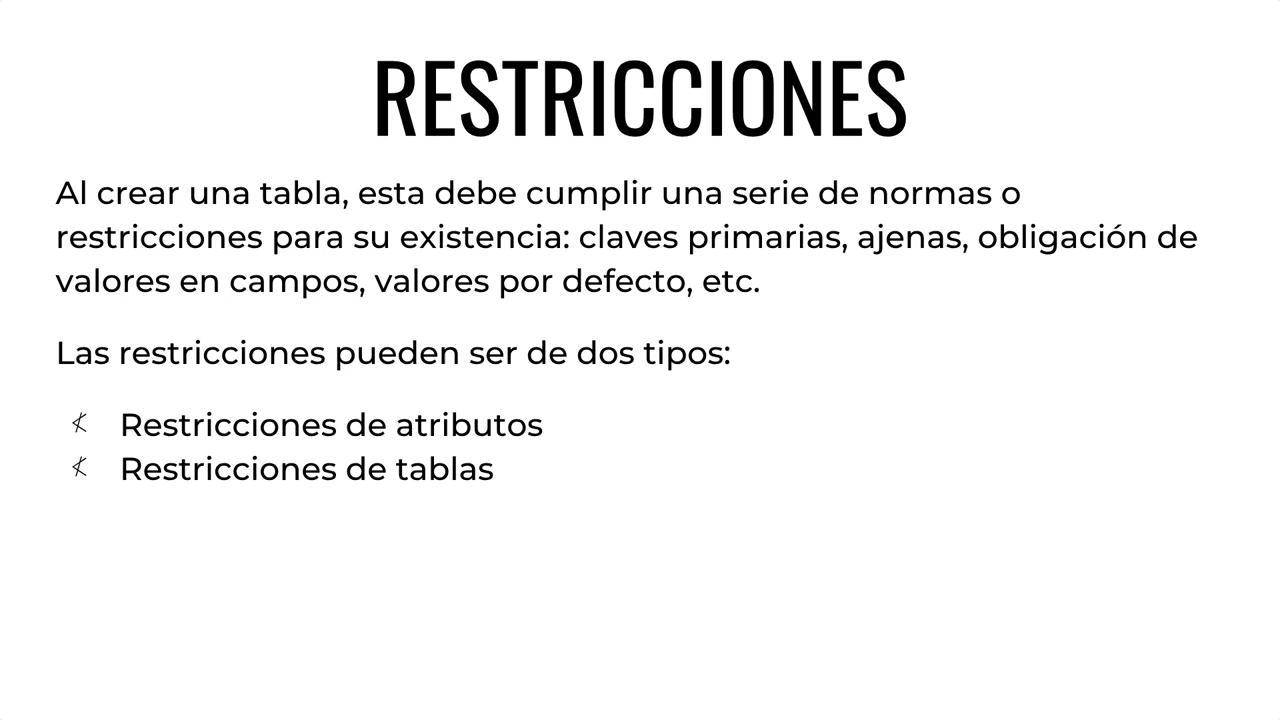 RESTRICCIONES
Al crear una tabla, esta debe cumplir una serie de normas o
restricciones para su existencia: claves primarias, ajenas, obligación de
valores en campos, valores por defecto, etc.
Las restricciones pueden ser de dos tipos:
Restricciones de atributos
Restricciones de tablas